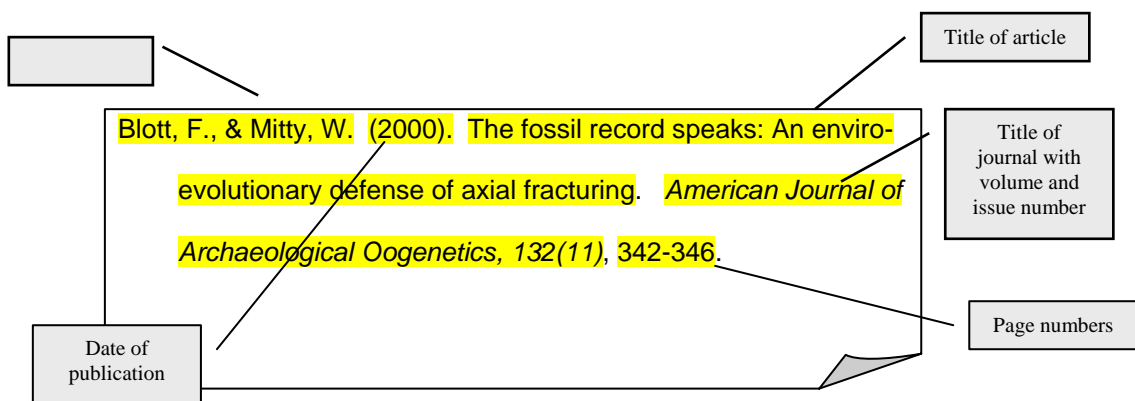 Title of article
Blott, F., & Mitty, W. (2000). The fossil record speaks: An enviro-
evolutionary defense of axial fracturing. American Journal of
Archaeological Oogenetics, 132(11), 342-346.
Title of
journal with
volume and
issue number
Page numbers
Date of
publication